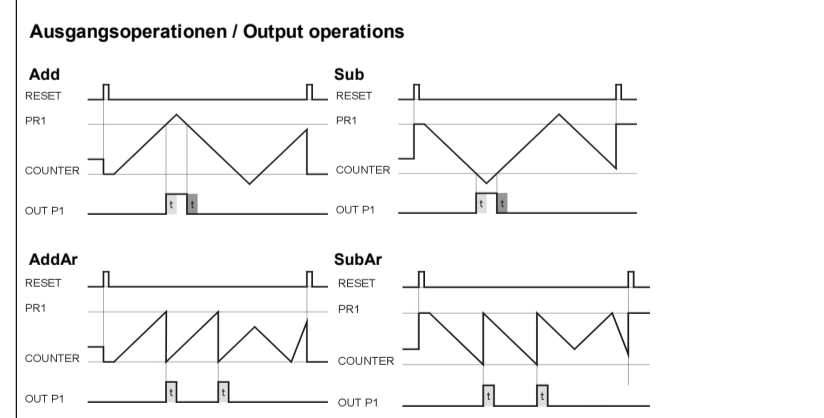 Ausgangsoperationen / Output operations
Add
RESET
PR1
COUNTER
OUT P1
t t
Sub
RESET
PR1
COUNTER
OUT P1
t t
AddAr
RESET
PR1
COUNTER
OUT P1
t t
SubAr
RESET
PR1
COUNTER
OUT P1
t t